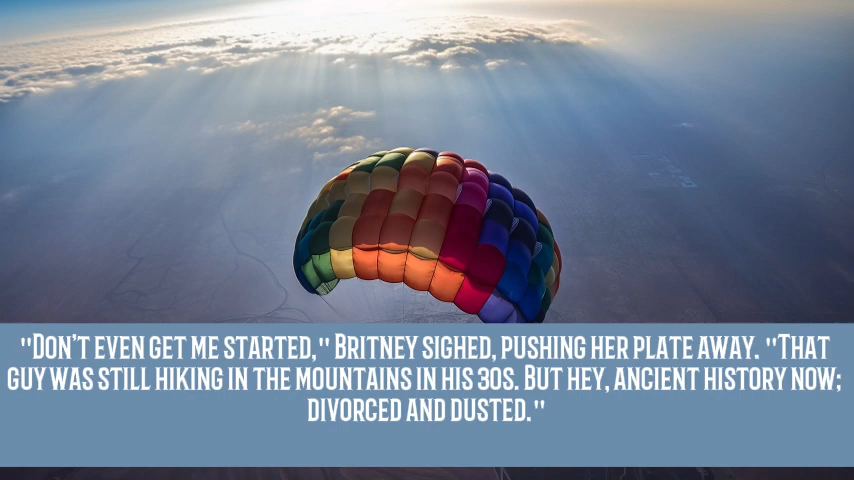 "Don't even get me started," Britney sighed, pushing her plate away. "That
guy was still hiking in the mountains in his 30s. But hey, ancient history now;
divorced and dusted."